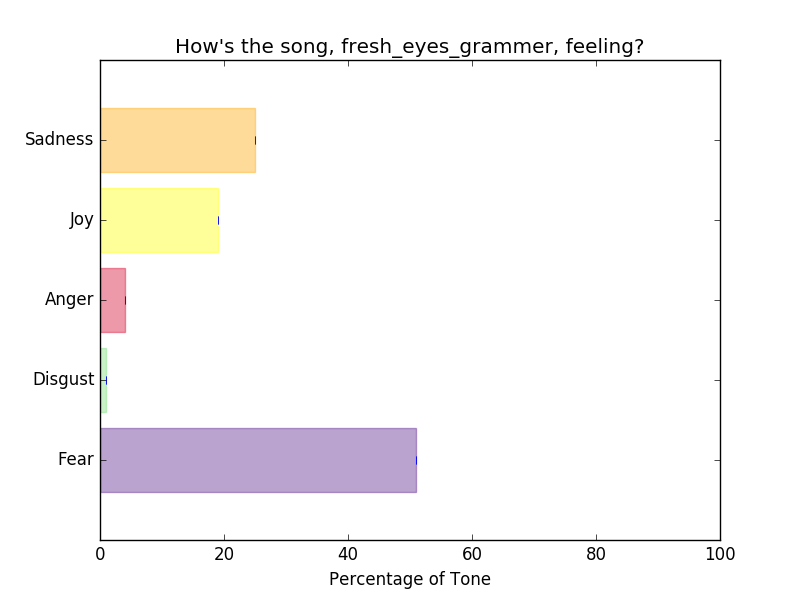 How's the song, fresh_eyes_grammer, feeling?
Sadness
Joy
Anger
Disgust
Fear
0 20 40 60 80 100
Percentage of Tone